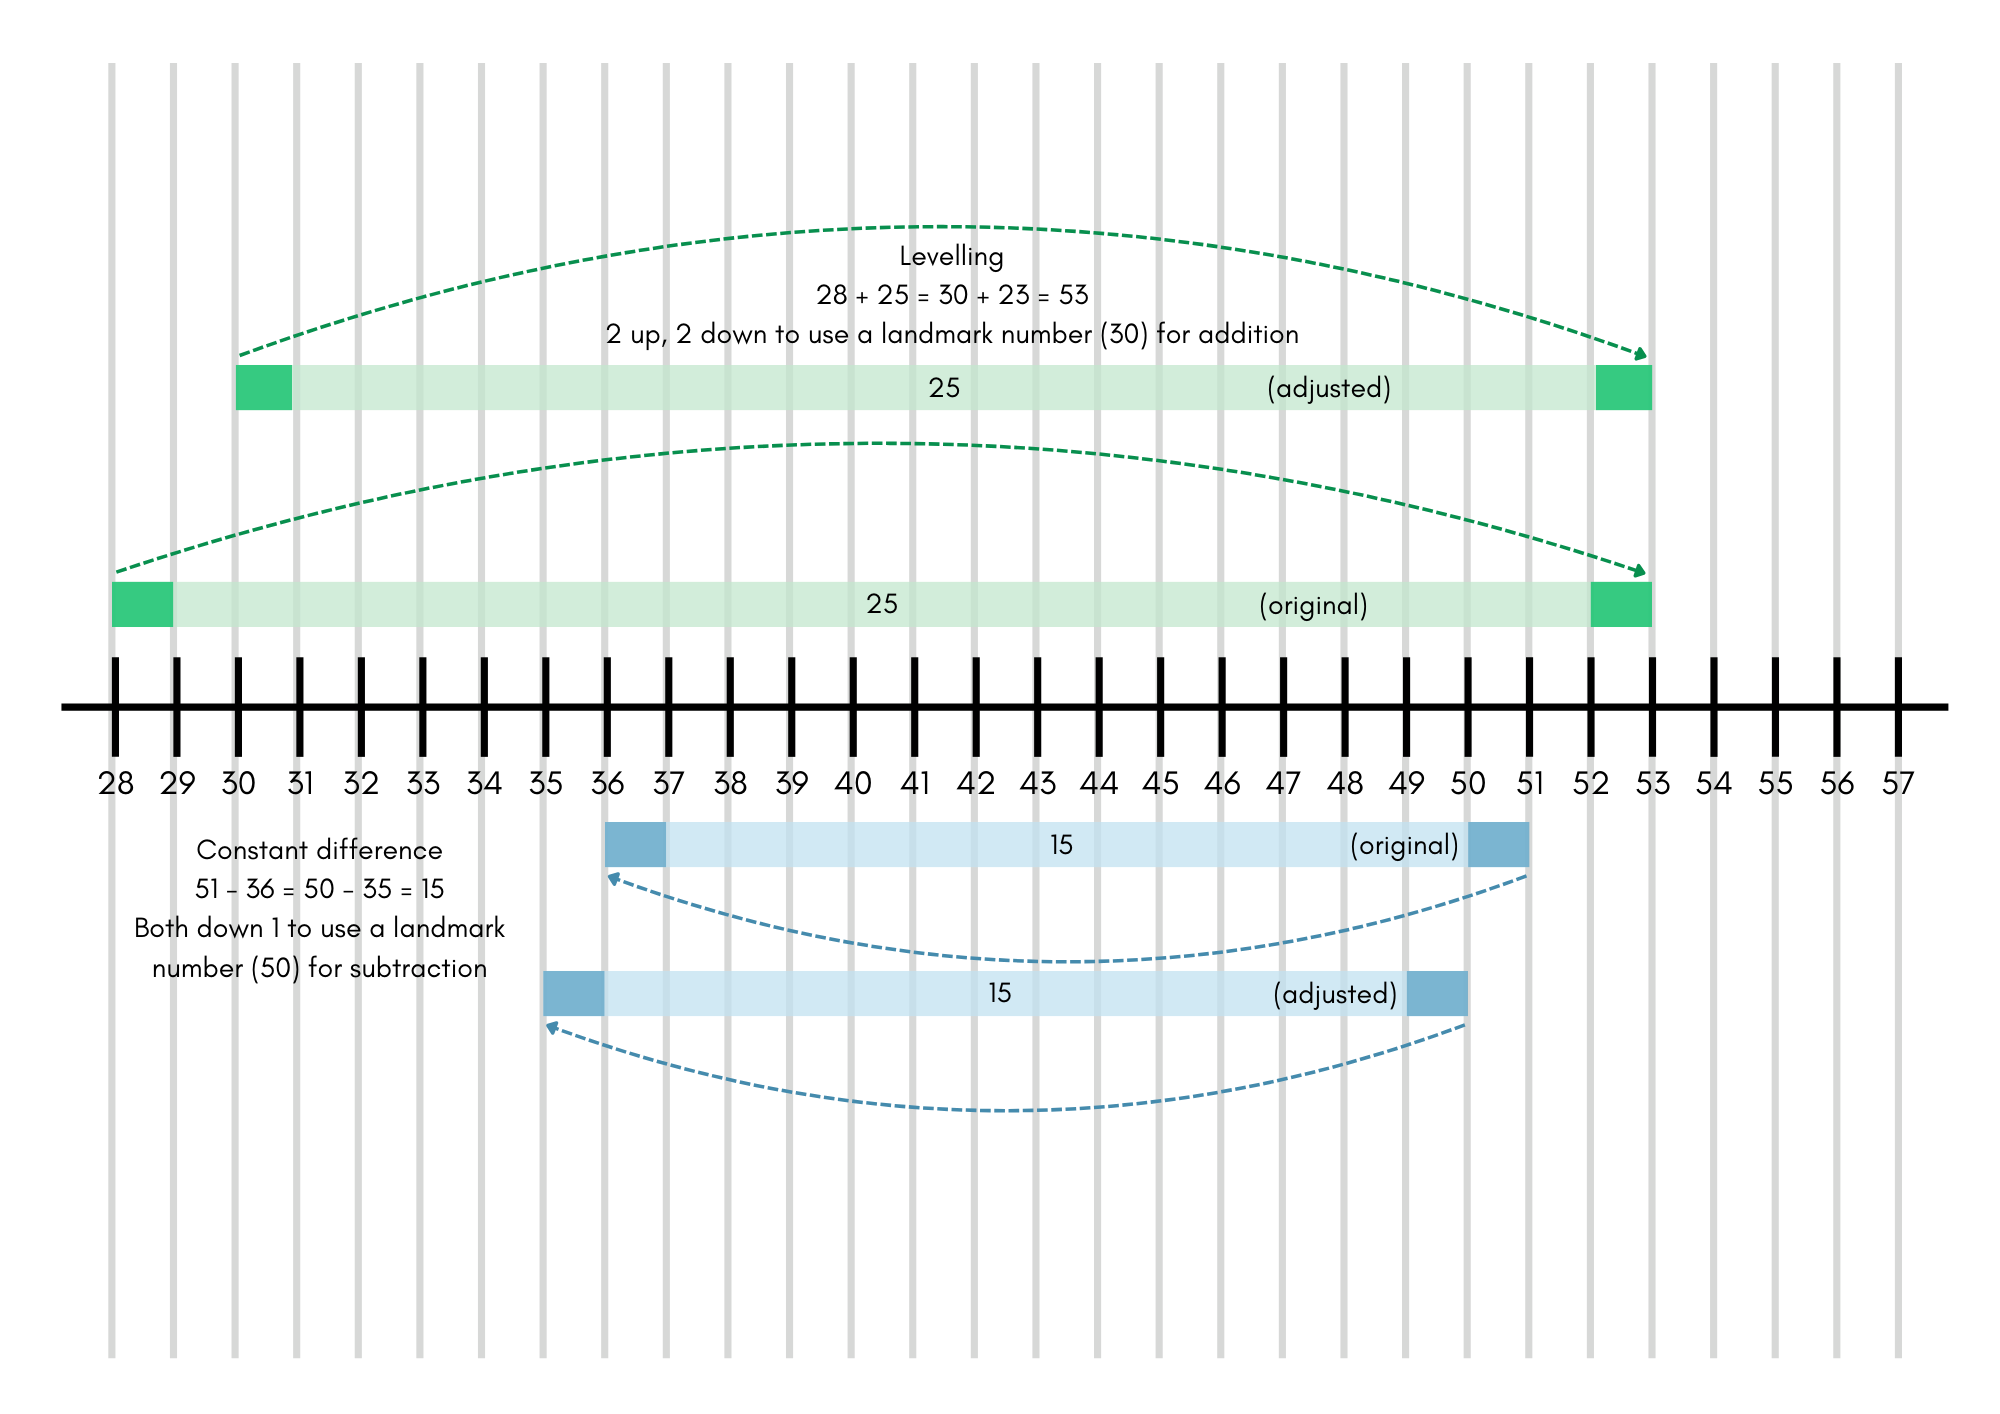 Levelling
28 + 25 = 30 + 23 = 53
2 up, 2 down to use a landmark number (30) for addition
25 (adjusted)
25 (original)
28 29 30 31 32 33 34 35 36 37 38 39 40 41 42 43 44 45 46 47 48 49 50 51 52 53 54 55 56 57
15 (original)
Constant difference
51 - 36 = 50 - 35 = 15
Both down 1 to use a landmark
number (50) for subtraction
15 (adjusted)